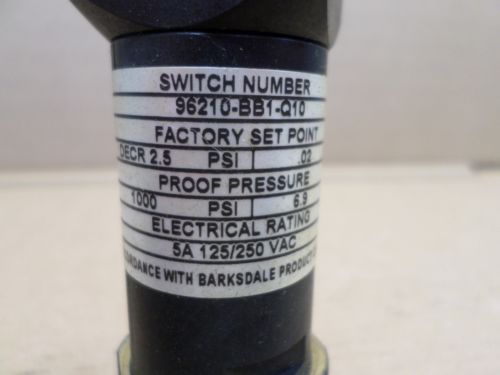 SWITCH NUMBER
96210-BB1-Q10
FACTORY SET POINT
DECR 2.5 PSI .02
PROOF PRESSURE
1000 PSI 6.9
ELECTRICAL RATING
5A 125/250 VAC
WITH BARKSDALE